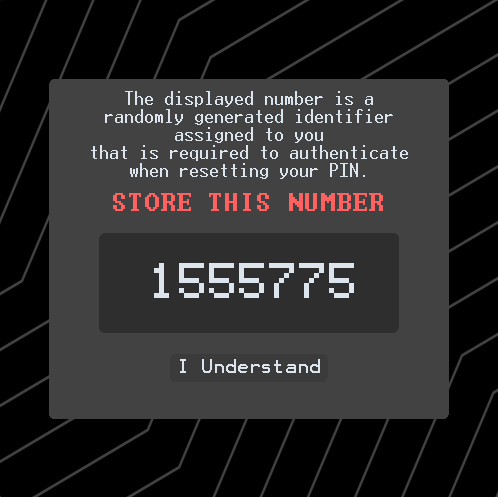 The displayed number is a
randomly generated identifier
assigned to you
that is required to authenticate
when resetting your PIN.
STORE THIS NUMBER
1555775
I Understand